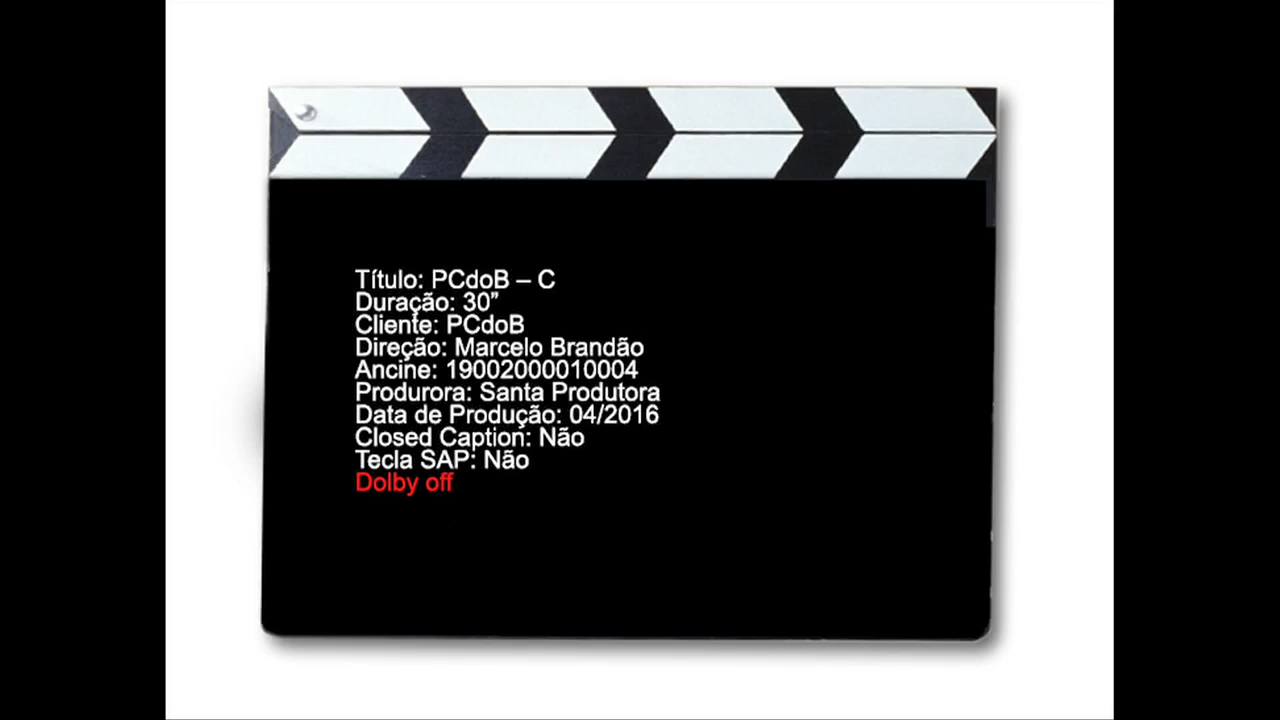 Título: PCdoB – C
Duração: 30”
Cliente: PCdoB
Direção: Marcelo Brandão
Ancine: 19002000010004
Produrora: Santa Produtora
Data de Produção: 04/2016
Closed Caption: Não
Tecla SAP: Não
Dolby off